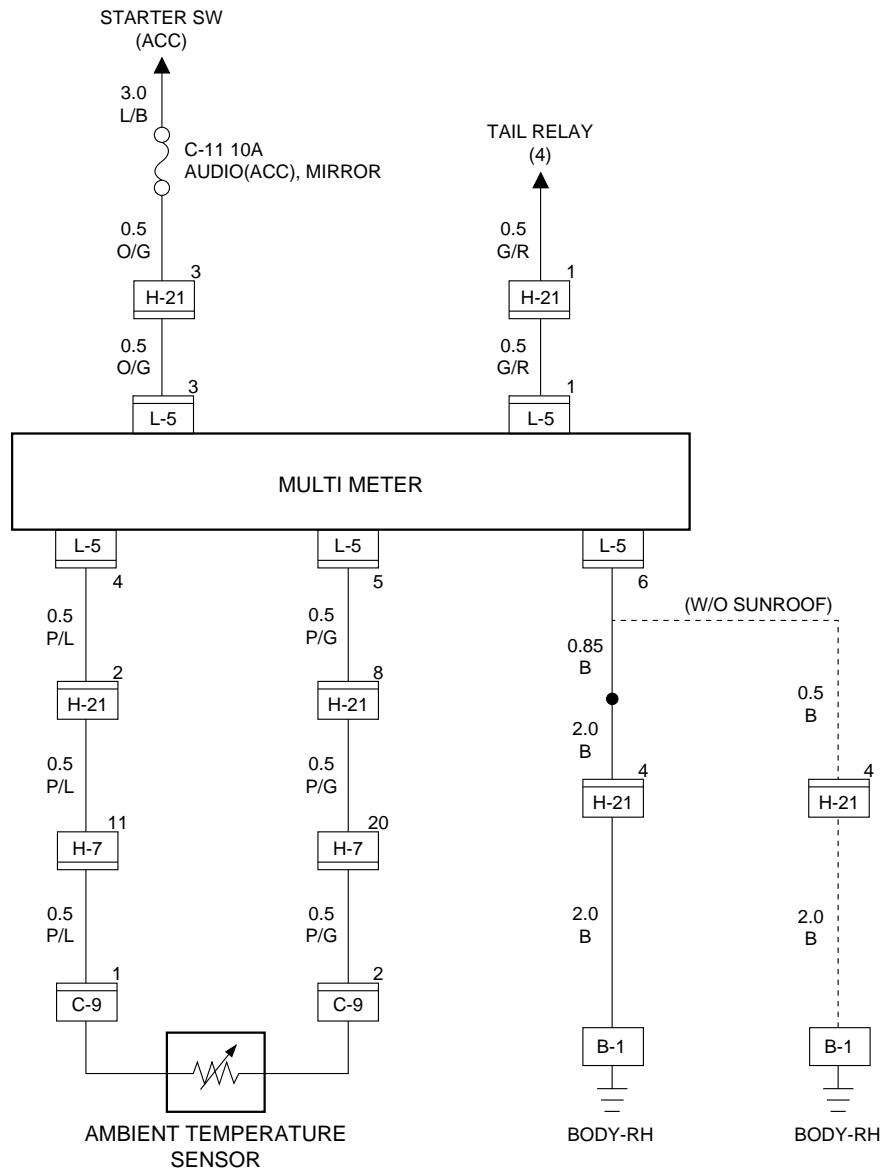 STARTER SW
(ACC)
3.0
L/B
C-11 10A
AUDIO(ACC), MIRROR
TAIL RELAY
(4)
0.5
O/G
0.5
G/R
3
1
H-21
H-21
0.5
O/G
0.5
G/R
3
1
L-5
L-5
MULTI METER
L-5
L-5
L-5
4
5
6
(W/O SUNROOF)
0.5
P/L
0.5
P/G
0.85
B
2
8
H-21
H-21
0.5
B
2.0
B
0.5
P/L
0.5
P/G
4
4
H-21
H-21
11
20
H-7
H-7
0.5
P/L
0.5
P/G
2.0
B
2.0
B
1
2
C-9
C-9
B-1
B-1
AMBIENT TEMPERATURE
SENSOR
BODY-RH
BODY-RH